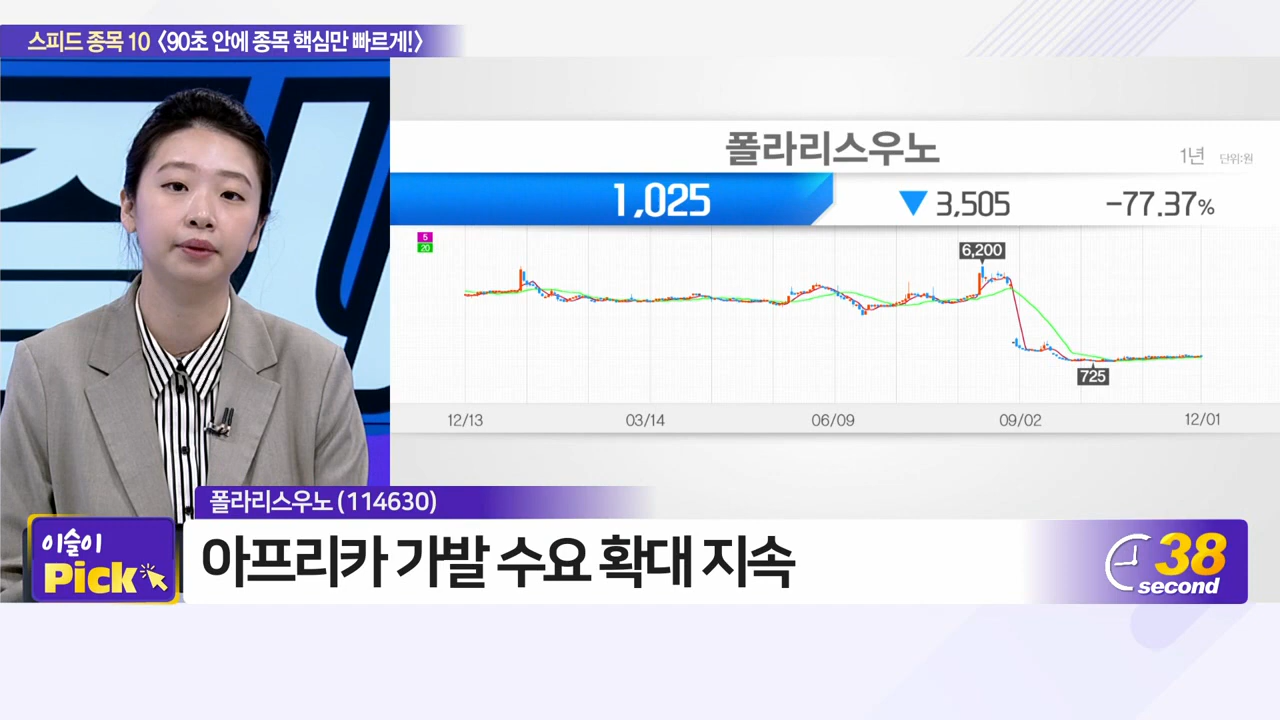 스피드 종목 10 〈90초 안에 종목 핵심만 빠르게!〉
폴라리스우노
1년 단위:원
1,025 ▼ 3,505 -77.37%
5
20
6,200
725
12/13 03/14 06/09 09/02 12/01
폴라리스우노 (114630)
이슬이
Pick
아프리카 가발 수요 확대 지속
38
second